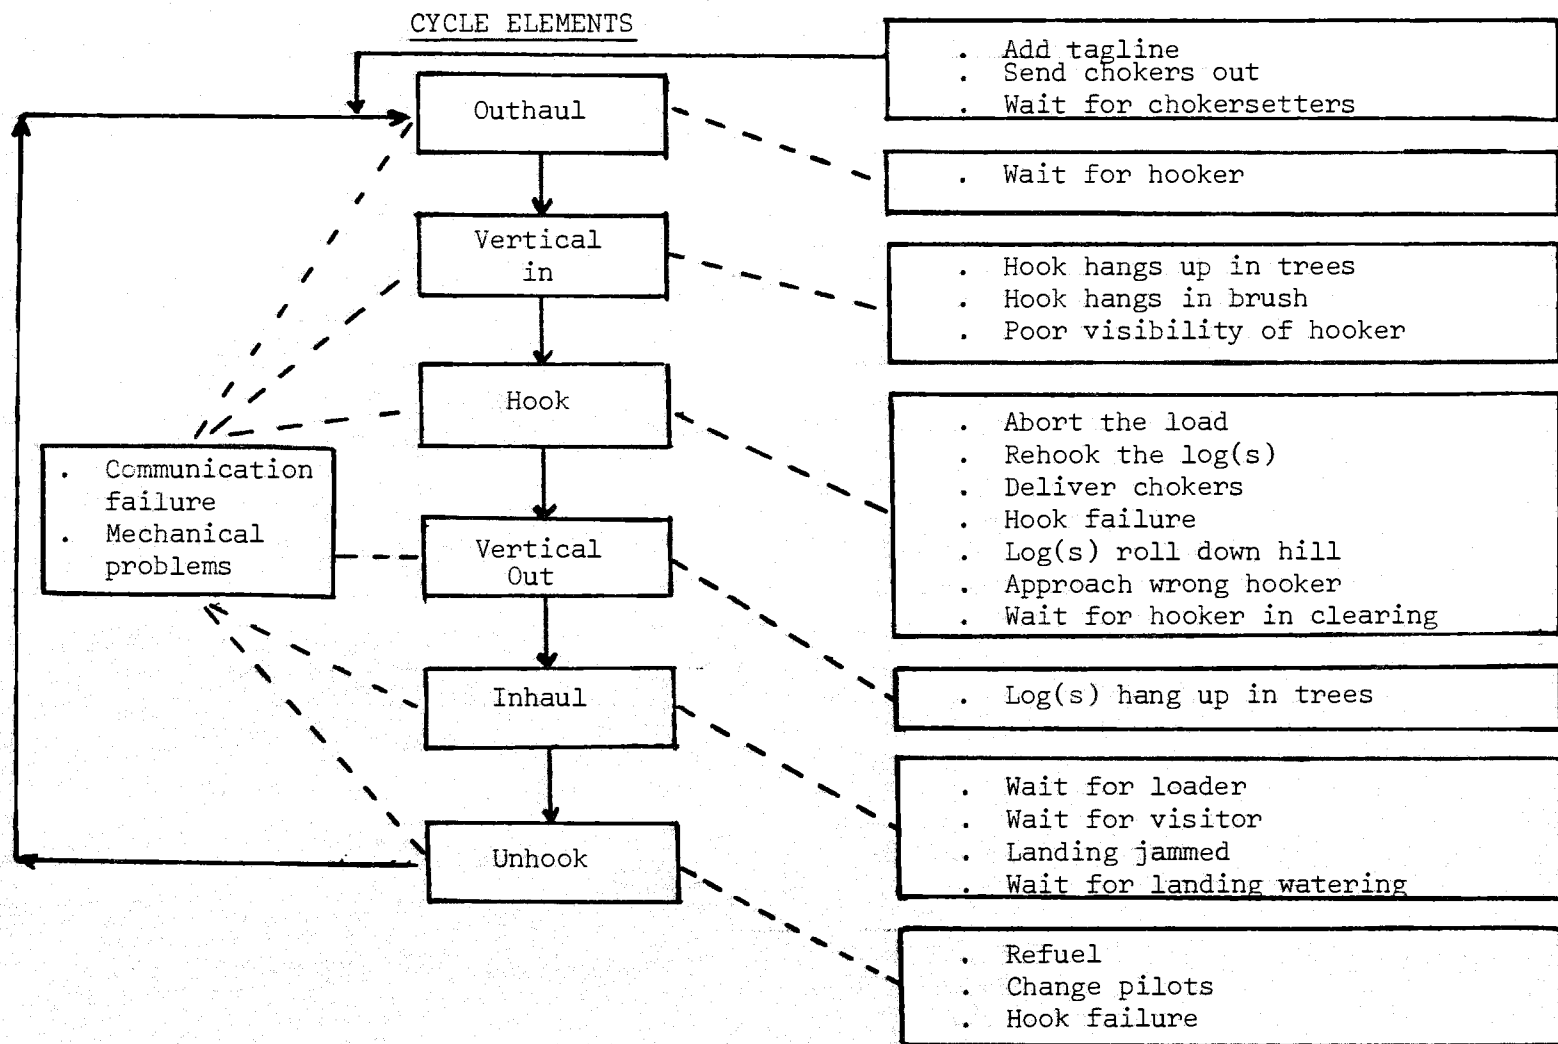 CYCLE ELEMENTS
Outhaul
Vertical
in
Hook
Vertical
Out
Inhaul
Unhook
. Communication
failure
. Mechanical
problems
. Add tagline
. Send chokers out
. Wait for chokersetters
. Wait for hooker
. Hook hangs up in trees
. Hook hangs in brush
. Poor visibility of hooker
. Abort the load
. Rehook the log(s)
. Deliver chokers
. Hook failure
. Log(s) roll down hill
. Approach wrong hooker
. Wait for hooker in clearing
. Log(s) hang up in trees
. Wait for loader
. Wait for visitor
. Landing jammed
. Wait for landing watering
. Refuel
. Change pilots
. Hook failure